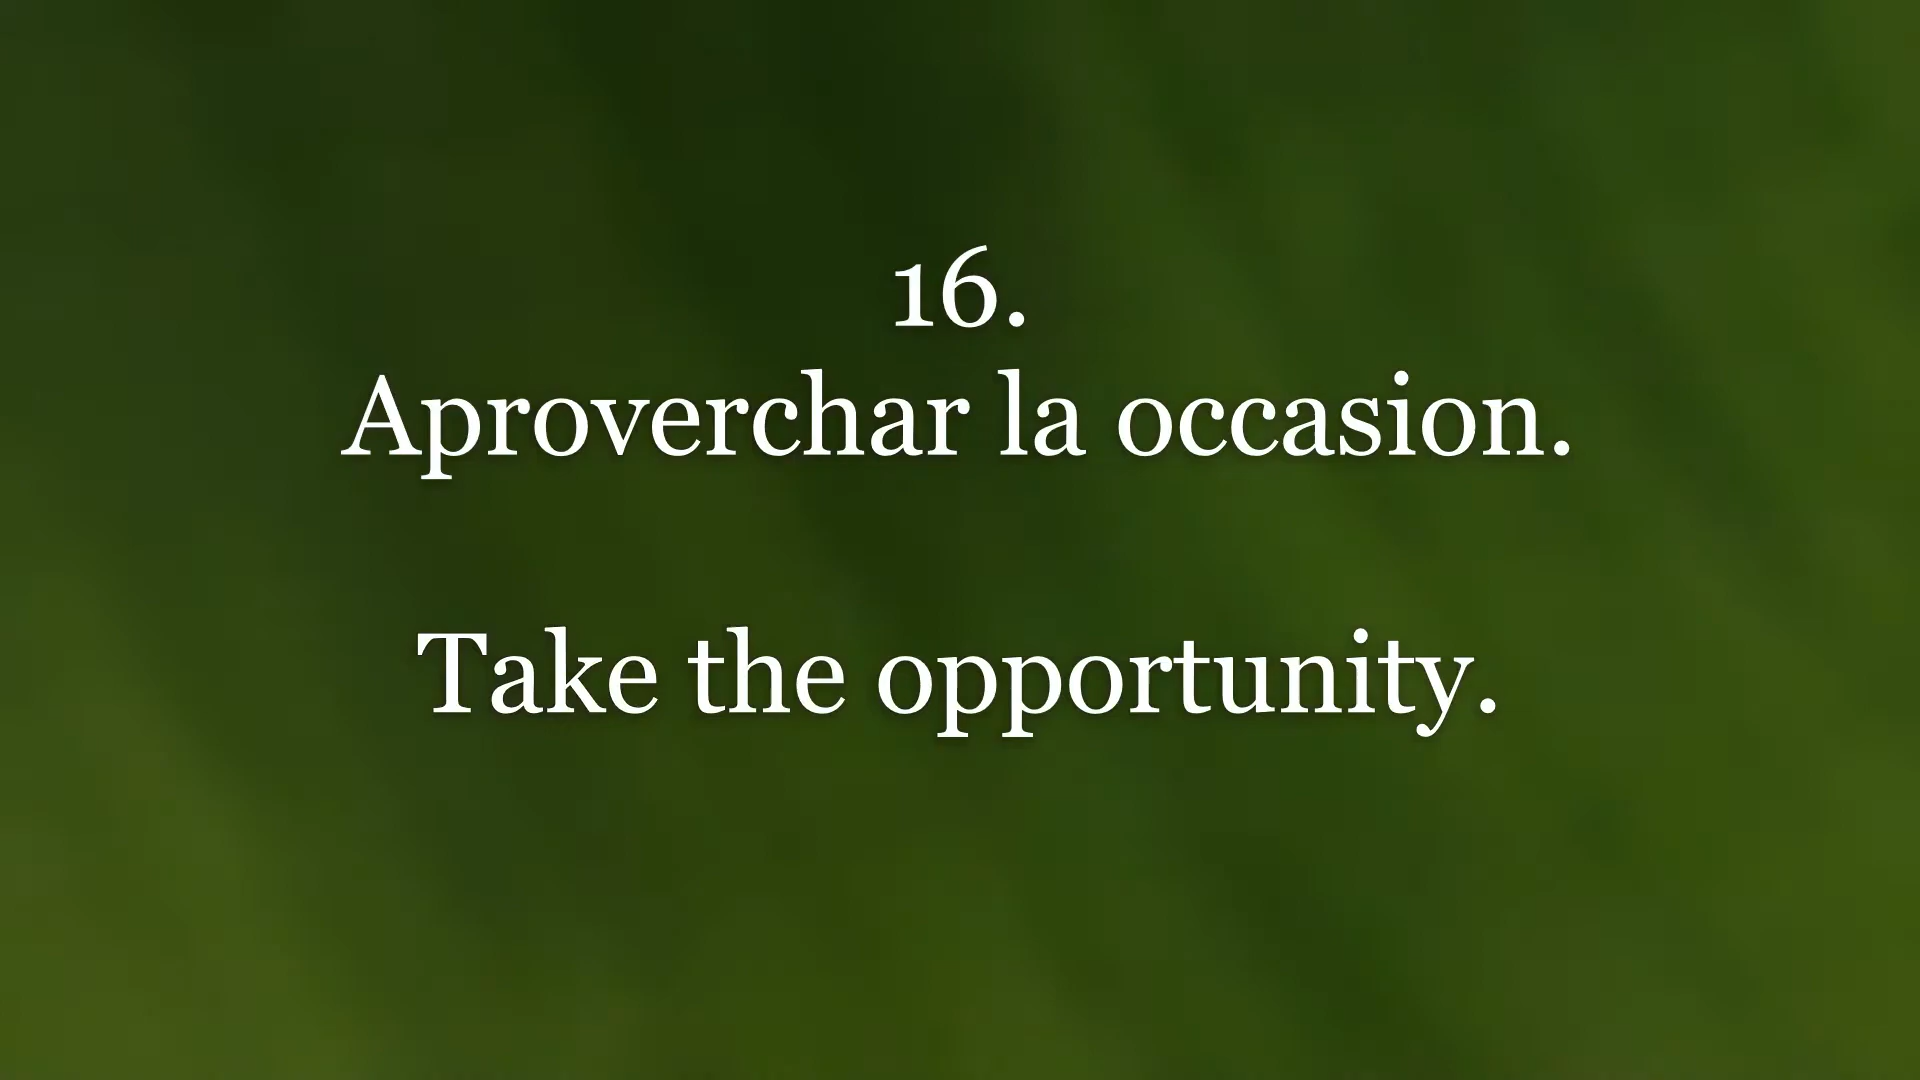 16.
Aproverchar la occasion.
Take the opportunity.